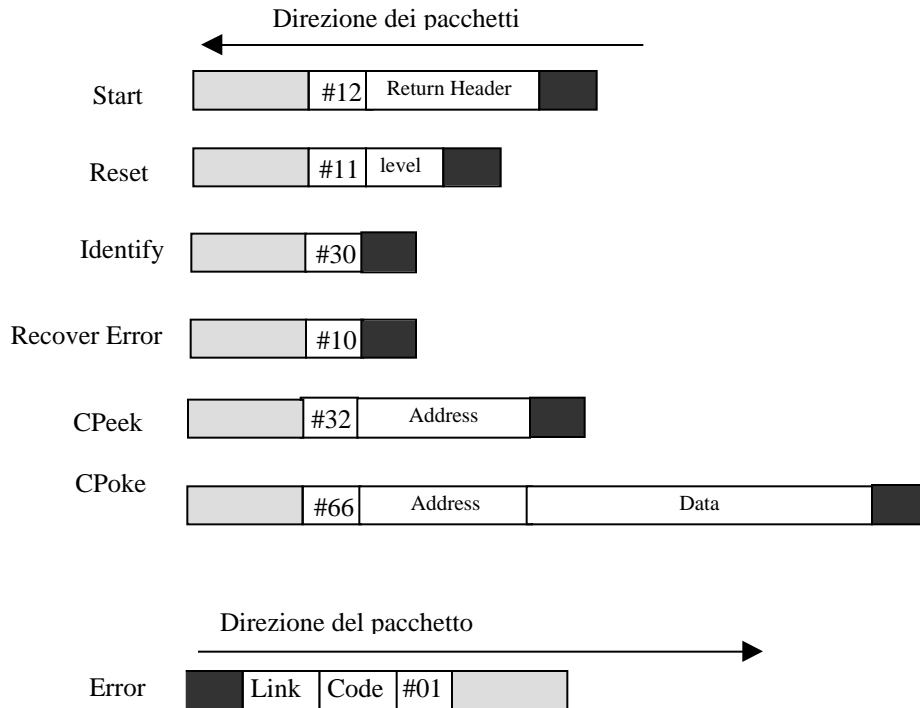 Direzione dei pacchetti
Start #12 Return Header
Reset #11 level
Identify #30
Recover Error #10
CPeek #32 Address
CPoke #66 Address Data
Direzione del pacchetto
Error Link Code #01